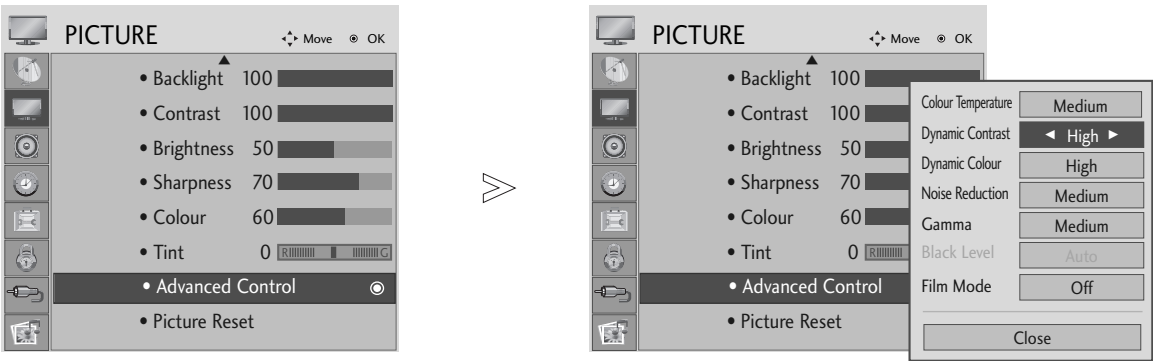 PICTURE Move OK
• Backlight 100
• Contrast 100
• Brightness 50
• Sharpness 70
• Colour 60
• Tint 0 R G
• Advanced Control
• Picture Reset
PICTURE Move OK
• Backlight 100
• Contrast 100
• Brightness 50
• Sharpness 70
• Colour 60
• Tint 0 R
• Advanced Control
• Picture Reset
Colour Temperature Medium
Dynamic Contrast ◄ High ►
Dynamic Colour High
Noise Reduction Medium
Gamma Medium
Black Level Auto
Film Mode Off
Close